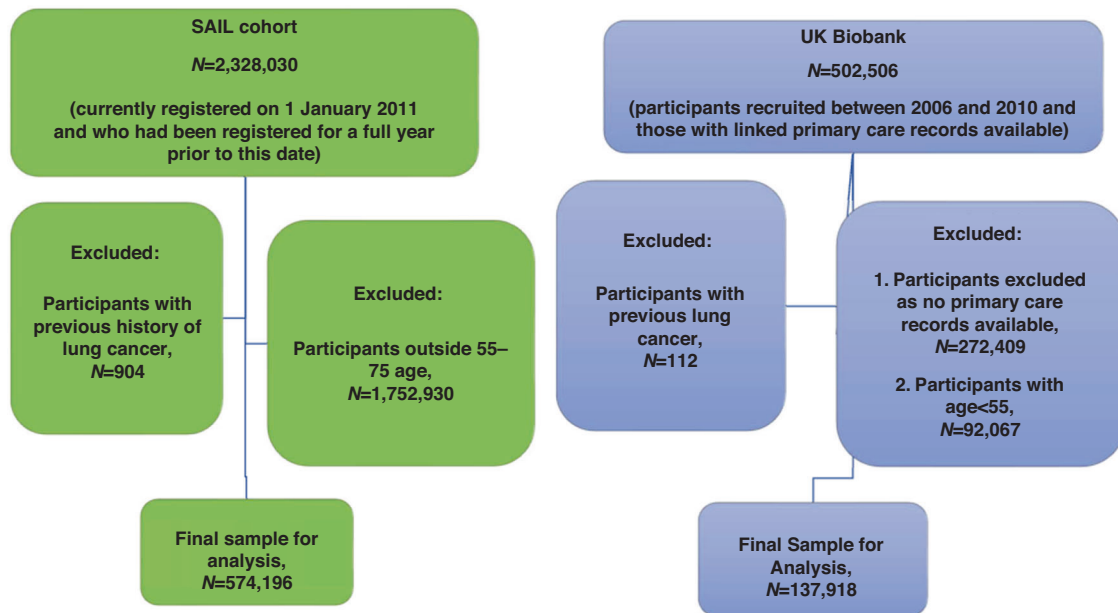 SAIL cohort
N=2,328,030
(currently registered on 1 January 2011
and who had been registered for a full year
prior to this date)
Excluded:
Participants with
previous history of
lung cancer,
N=904
Excluded:
Participants outside 55–
75 age,
N=1,752,930
Final sample for
analysis,
N=574,196
UK Biobank
N=502,506
(participants recruited between 2006 and 2010 and
those with linked primary care records available)
Excluded:
Participants with
previous lung
cancer,
N=112
Excluded:
1. Participants excluded
as no primary care
records available,
N=272,409
2. Participants with
age<55,
N=92,067
Final Sample for
Analysis,
N=137,918